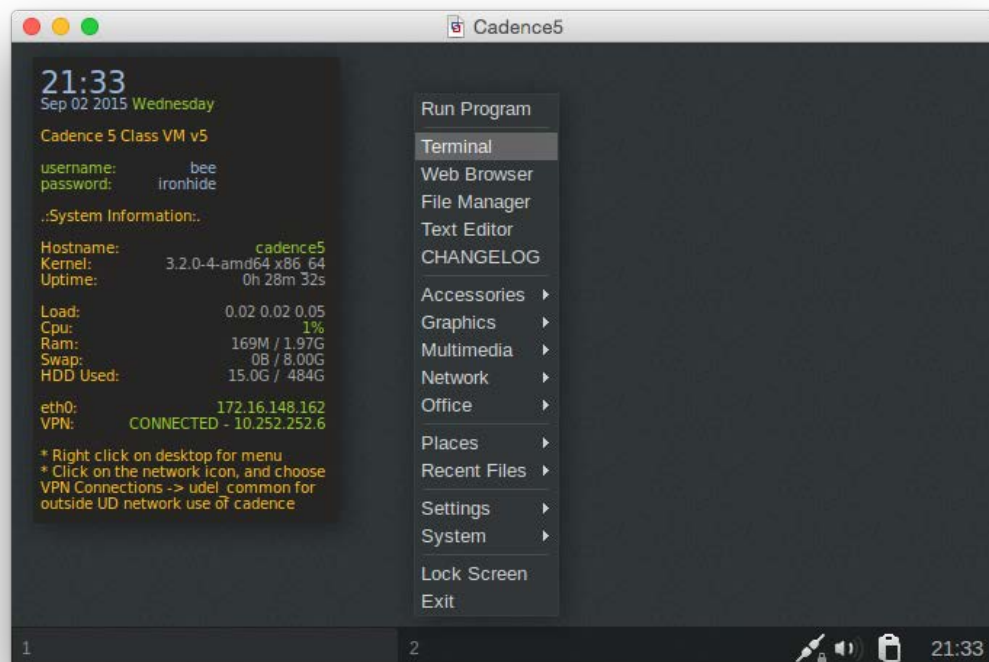 Cadence5
21:33
Sep 02 2015 Wednesday
Cadence 5 Class VM v5
username: bee
password: ironhide
.:System Information:.
Hostname: cadence5
Kernel: 3.2.0-4-amd64 x86_64
Uptime: 0h 28m 32s
Load: 0.02 0.02 0.05
Cpu: 1%
Ram: 169M / 1.97G
Swap: 0B / 8.00G
HDD Used: 15.0G / 484G
eth0: 172.16.148.162
VPN: CONNECTED - 10.252.252.6
* Right click on desktop for menu
* Click on the network icon, and choose
VPN Connections -> udel_common for
outside UD network use of cadence
Run Program
Terminal
Web Browser
File Manager
Text Editor
CHANGELOG
Accessories
Graphics
Multimedia
Network
Office
Places
Recent Files
Settings
System
Lock Screen
Exit
1
2
21:33